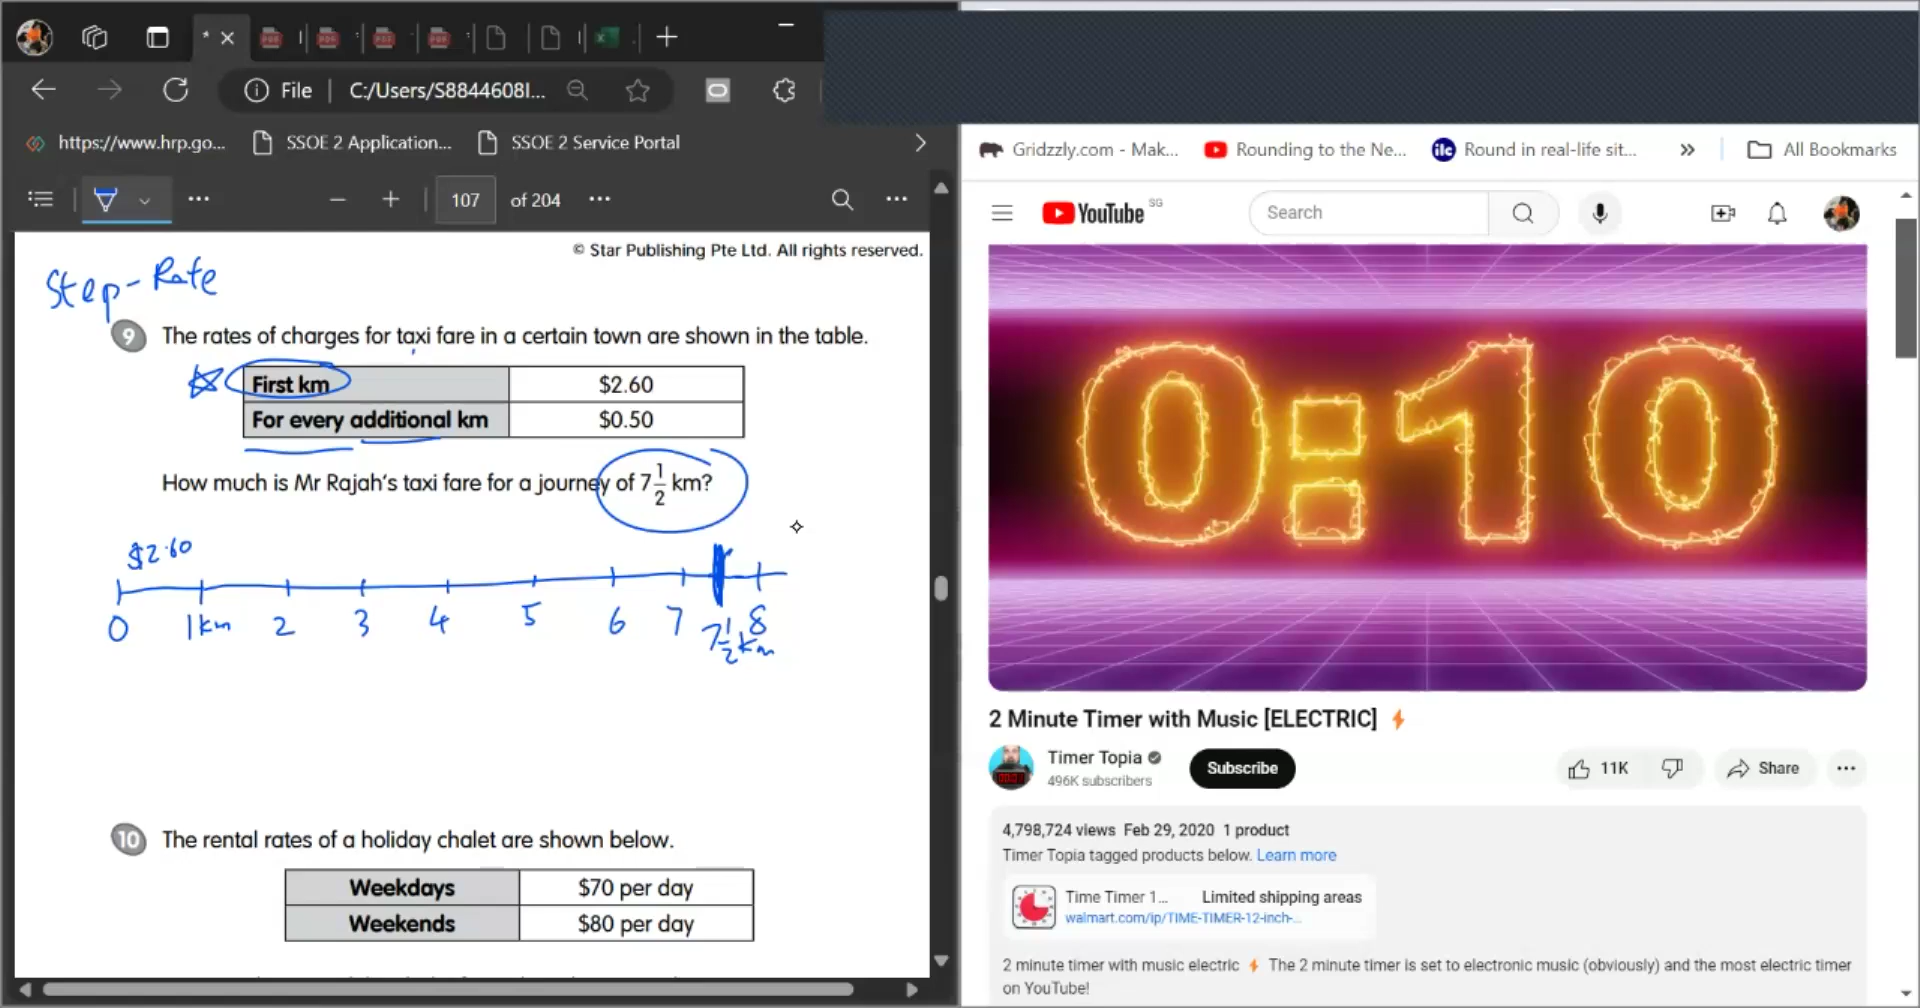 File C:/Users/S8844608I...
https://www.hrp.go... SSOE 2 Application... SSOE 2 Service Portal
107 of 204
© Star Publishing Pte Ltd. All rights reserved.
Step-Rate
9 The rates of charges for taxi fare in a certain town are shown in the table.
First km $2.60
For every additional km $0.50
How much is Mr Rajah's taxi fare for a journey of 7 1/2 km?
$2.60
0 1km 2 3 4 5 6 7 7 1/2 km 8
10 The rental rates of a holiday chalet are shown below.
Weekdays $70 per day
Weekends $80 per day
Gridzzly.com - Mak... Rounding to the Ne... ilc Round in real-life sit... » All Bookmarks
YouTube SG Search
0:10
2 Minute Timer with Music [ELECTRIC] ⚡
Timer Topia
496K subscribers
Subscribe
11K Share
4,798,724 views Feb 29, 2020 1 product
Timer Topia tagged products below. Learn more
Time Timer 1... Limited shipping areas
walmart.com/ip/TIME-TIMER-12-inch-...
2 minute timer with music electric ⚡ The 2 minute timer is set to electronic music (obviously) and the most electric timer
on YouTube!